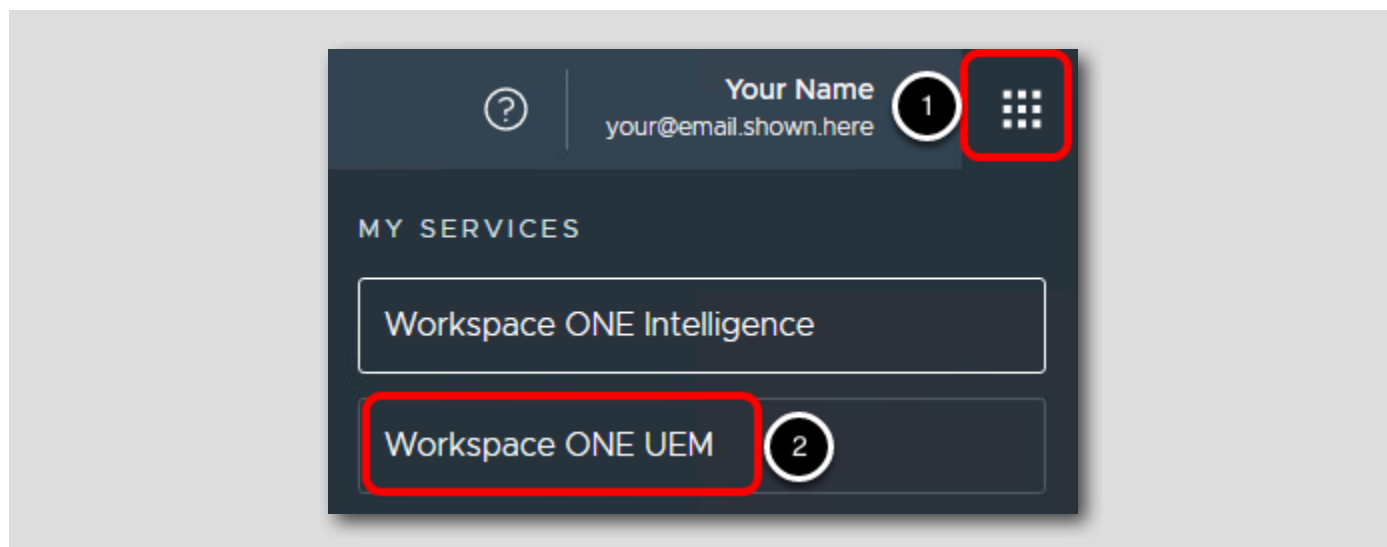 ?
Your Name
your@email.shown.here
1
MY SERVICES
Workspace ONE Intelligence
Workspace ONE UEM
2